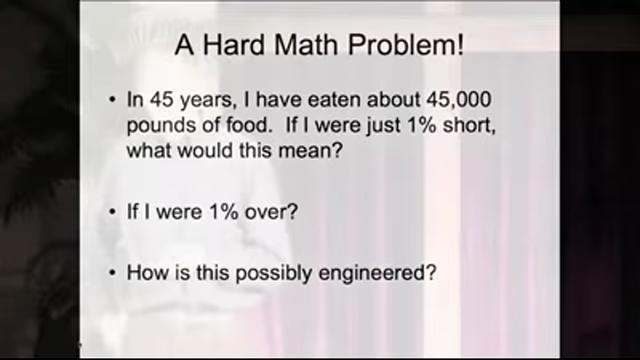 A Hard Math Problem!
• In 45 years, I have eaten about 45,000
pounds of food. If I were just 1% short,
what would this mean?
• If I were 1% over?
• How is this possibly engineered?